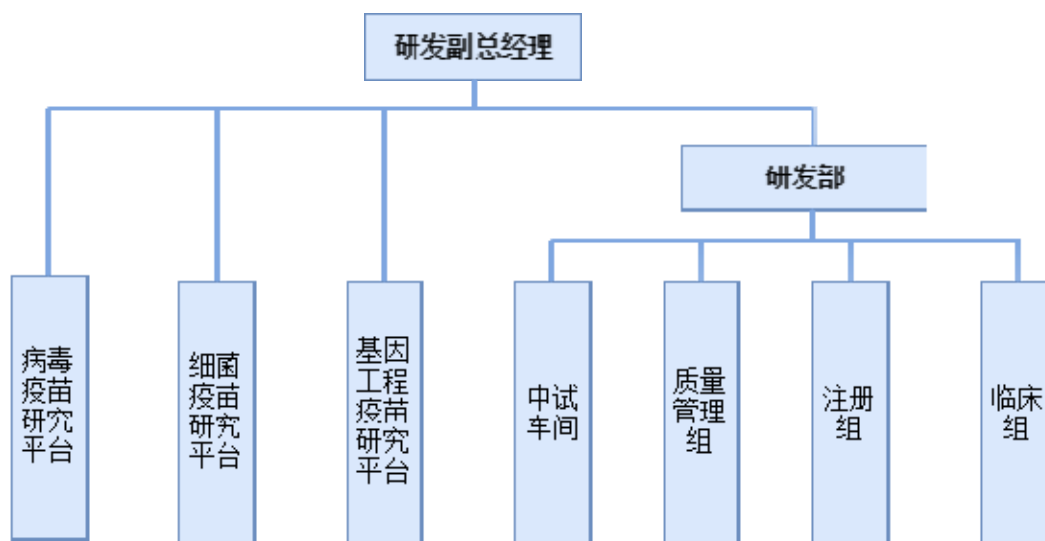 研发副总经理
研发部
病毒
疫苗
研究
平台
细菌
疫苗
研究
平台
基因
工程
疫苗
研究
平台
中试
车间
质量
管理
组
注册
组
临床
组